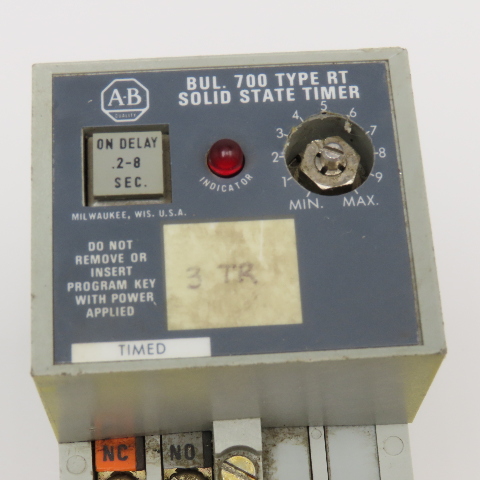 A-B
QUALITY
BUL. 700 TYPE RT
SOLID STATE TIMER
ON DELAY
.2-8
SEC.
INDICATOR
1
2
3
4
5
6
7
8
9
MIN. MAX.
MILWAUKEE, WIS. U.S.A.
DO NOT
REMOVE OR
INSERT
PROGRAM KEY
WITH POWER
APPLIED
3 TR
TIMED
NC
NO